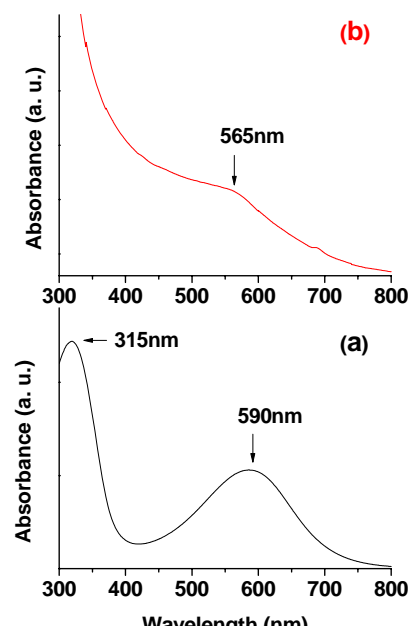 (b)
565nm
Absorbance (a. u.)
300 400 500 600 700 800
(a)
315nm
590nm
Absorbance (a. u.)
300 400 500 600 700 800
Wavelength (nm)